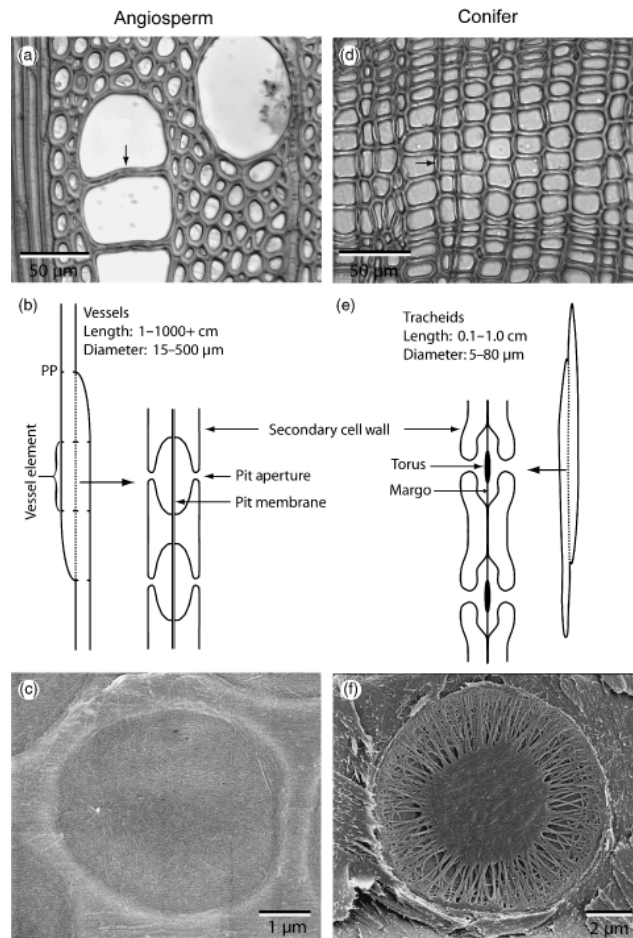 Angiosperm
Conifer
(a)
50 µm
(d)
50 µm
(b)
Vessels
Length: 1–1000+ cm
Diameter: 15–500 µm
PP
Vessel element
(e)
Tracheids
Length: 0.1–1.0 cm
Diameter: 5–80 µm
Secondary cell wall
Pit aperture
Pit membrane
Torus
Margo
(c)
1 µm
(f)
2 µm